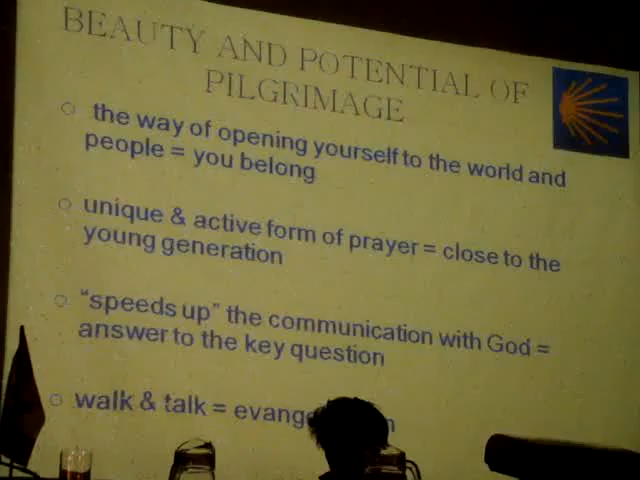 BEAUTY AND POTENTIAL OF
PILGRIMAGE
the way of opening yourself to the world and
people = you belong
unique & active form of prayer = close to the
young generation
"speeds up" the communication with God =
answer to the key question
walk & talk =